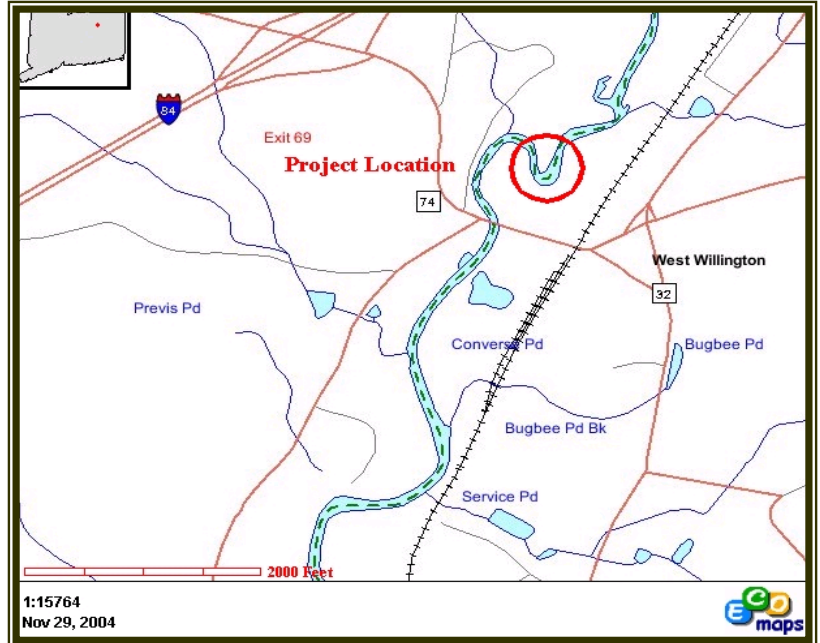 84
Exit 69
Project Location
74
West Willington
32
Previs Pd
Converse Pd
Bugbee Pd
Bugbee Pd Bk
Service Pd
2000 Feet
1:15764
Nov 29, 2004
ECO
maps